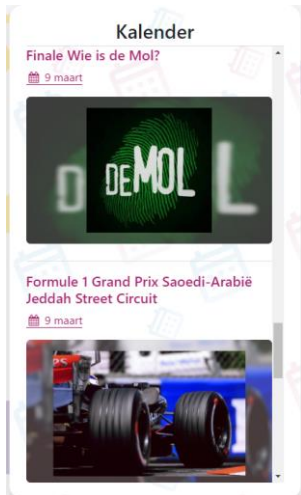 Kalender
Finale Wie is de Mol?
9 maart
DEMOL
Formule 1 Grand Prix Saoedi-Arabië
Jeddah Street Circuit
9 maart